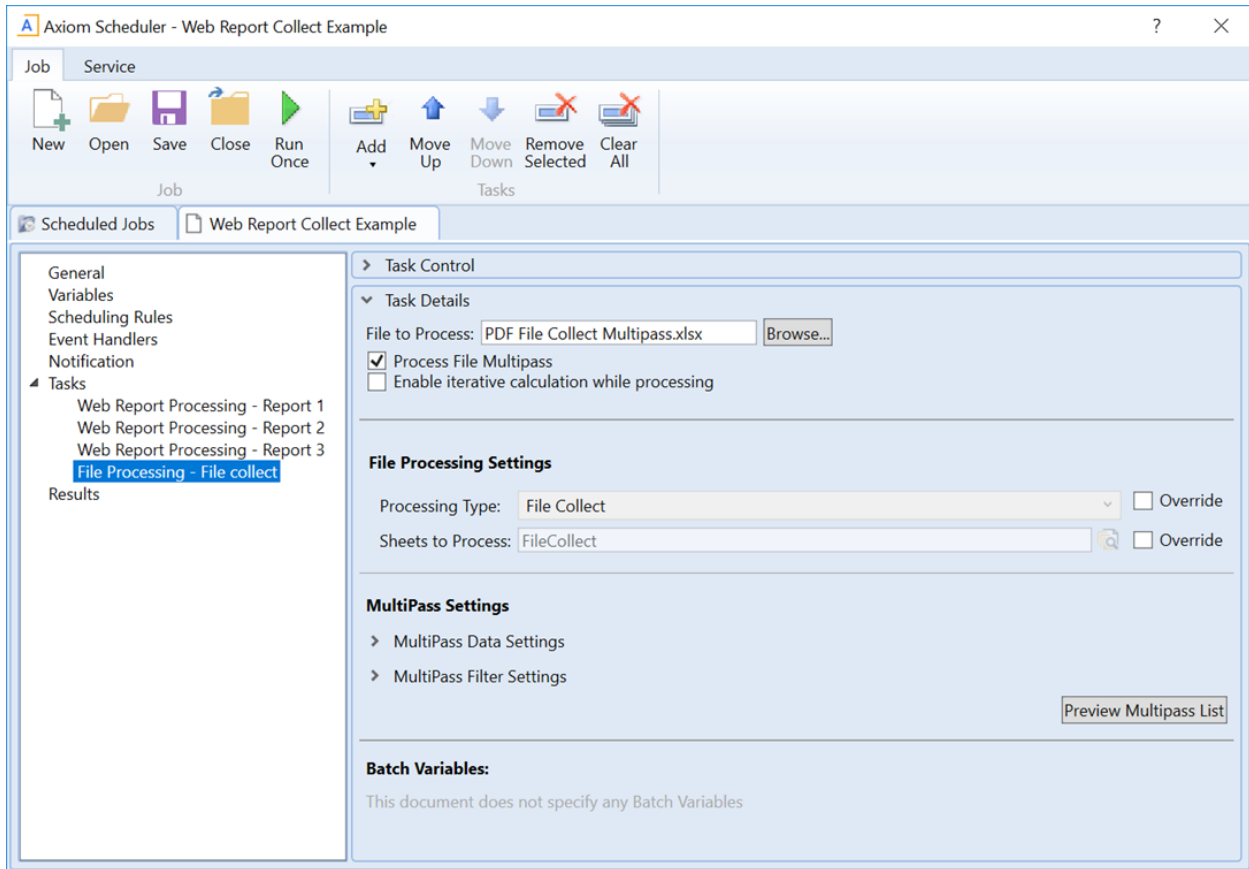 A Axiom Scheduler - Web Report Collect Example ?
Job Service
New Open Save Close Run Once Add Move Up Move Down Remove Selected Clear All
Job Tasks
Scheduled Jobs Web Report Collect Example
General
Variables
Scheduling Rules
Event Handlers
Notification
Tasks
Web Report Processing - Report 1
Web Report Processing - Report 2
Web Report Processing - Report 3
File Processing - File collect
Results
Task Control
Task Details
File to Process: PDF File Collect Multipass.xlsx Browse...
Process File Multipass
Enable iterative calculation while processing
File Processing Settings
Processing Type: File Collect Override
Sheets to Process: FileCollect Override
MultiPass Settings
MultiPass Data Settings
MultiPass Filter Settings
Preview Multipass List
Batch Variables:
This document does not specify any Batch Variables